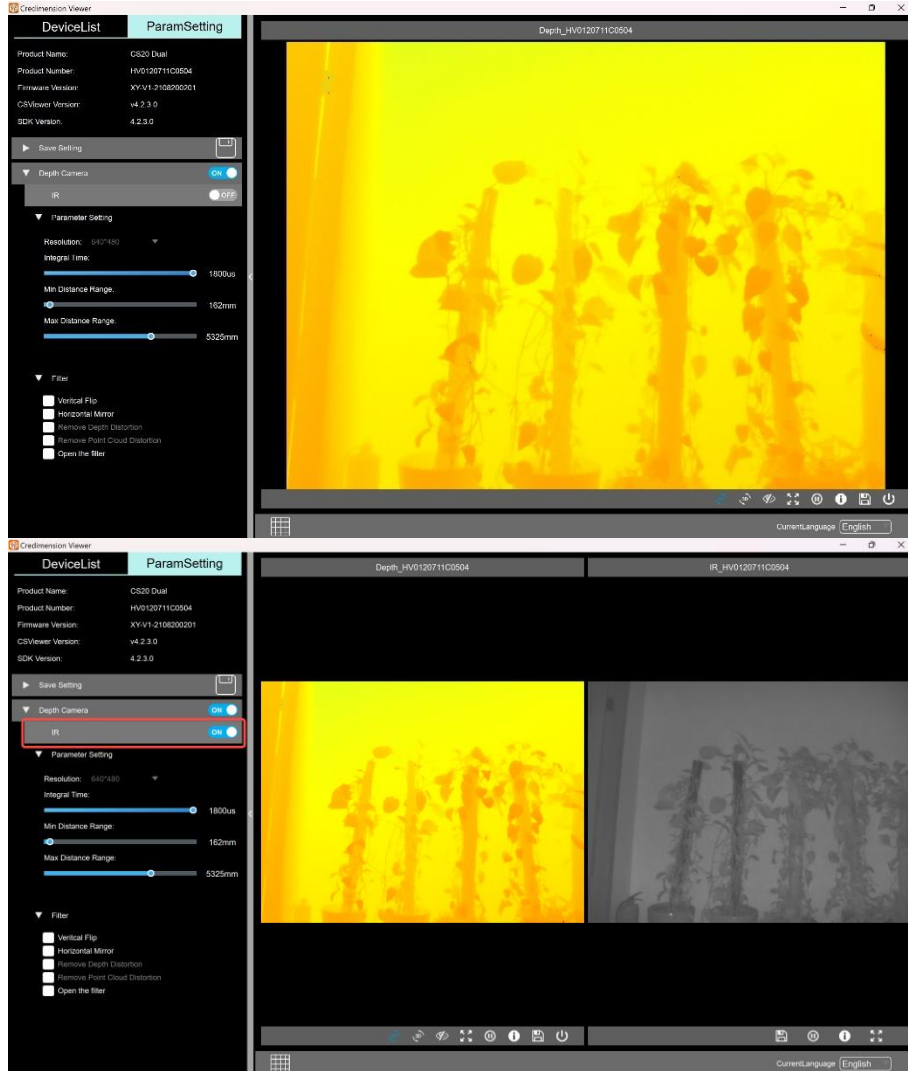 Credimension Viewer
DeviceList ParamSetting
Depth_HV0120711C0504
Product Name: CS20 Dual
Product Number: HV0120711C0504
Firmware Version: XY-V1-2108200201
CSViewer Version: v4.2.3.0
SDK Version. 4.2.3.0
Save Setting
Depth Camera ON
IR OFF
Parameter Setting
Resolution: 640*480
Integral Time:
1800us
Min Distance Range.
162mm
Max Distance Range.
5325mm
Filter
Veritcal Flip
Horizontal Mirror
Remove Depth Distortion
Remove Point Cloud Distortion
Open the filter
3D
CurrentLanguage English
Credimension Viewer
DeviceList ParamSetting
Depth_HV0120711C0504 IR_HV0120711C0504
Product Name: CS20 Dual
Product Number: HV0120711C0504
Firmware Version: XY-V1-2108200201
CSViewer Version: v4.2.3.0
SDK Version: 4.2.3.0
Save Setting
Depth Camera ON
IR ON
Parameter Setting
Resolution: 640*480
Integral Time:
1800us
Min Distance Range:
162mm
Max Distance Range:
5325mm
Filter
Veritcal Flip
Horizontal Mirror
Remove Depth Distortion
Remove Point Cloud Distortion
Open the filter
3D
CurrentLanguage English